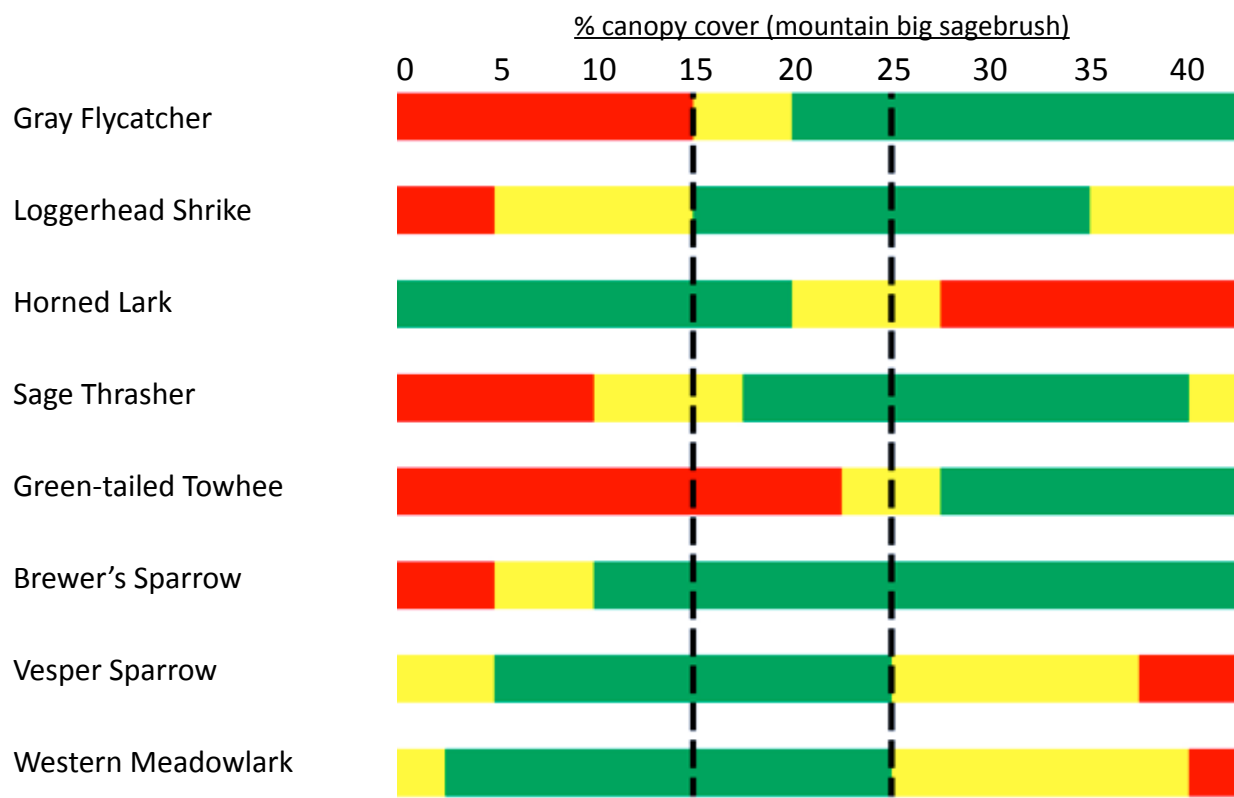 % canopy cover (mountain big sagebrush)
0 5 10 15 20 25 30 35 40
Gray Flycatcher
Loggerhead Shrike
Horned Lark
Sage Thrasher
Green-tailed Towhee
Brewer’s Sparrow
Vesper Sparrow
Western Meadowlark